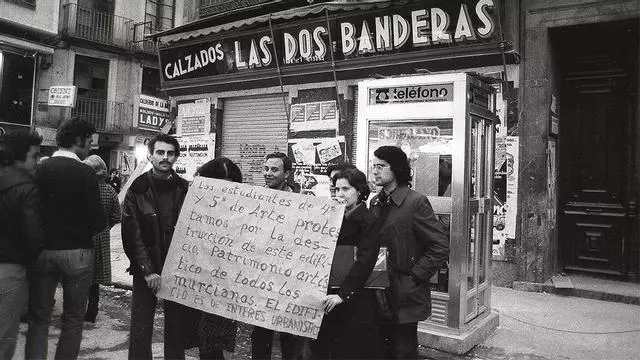 CALZADOS LAS DOS BANDERAS
teléfono
LADY
Los estudiantes de 4º
y 5º de Arte protes
tamos por la des-
trucción de este edifi-
cio, Patrimonio artís
tico de todos los
murcianos. EL EDIFI
CIO ES DE INTERES URBANISTICO